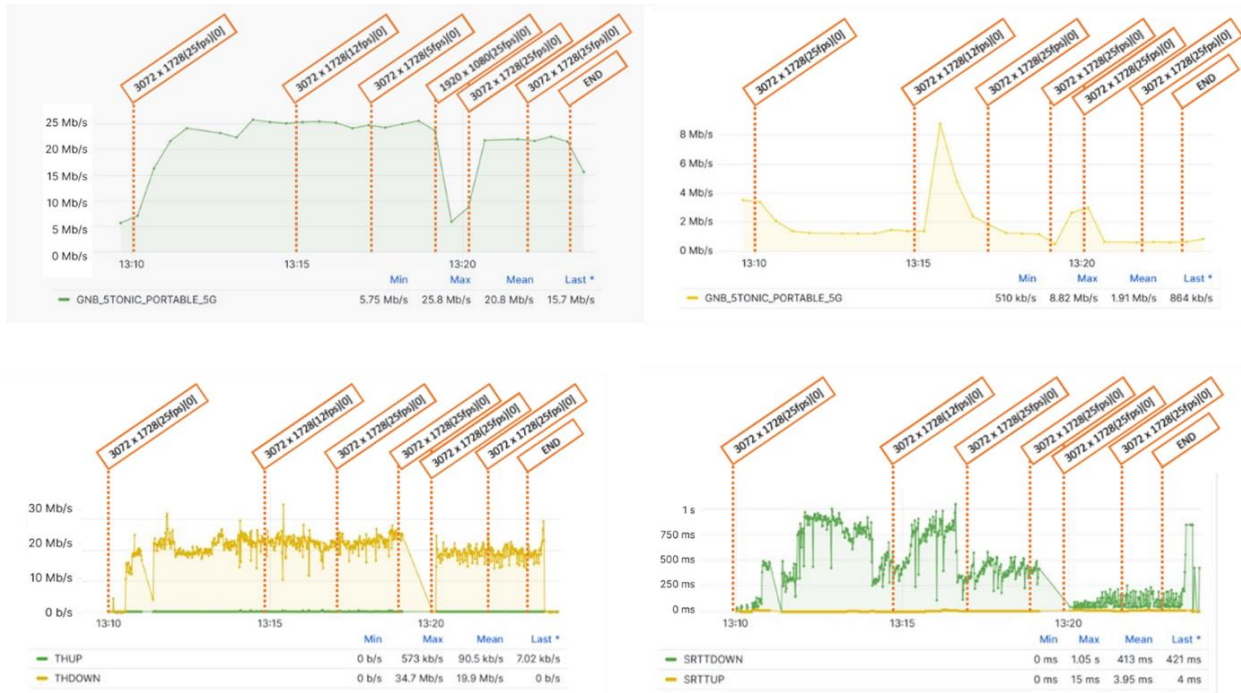 3072 x 1728(25fps)[0]
3072 x 1728(12fps)[0]
3072 x 1728(5fps)[0]
1920 x 1080(25fps)[0]
3072 x 1728(25fps)[0]
3072 x 1728(25fps)[0]
END
25 Mb/s
20 Mb/s
15 Mb/s
10 Mb/s
5 Mb/s
0 Mb/s
13:10 13:15 13:20
Min Max Mean Last *
GNB_5TONIC_PORTABLE_5G 5.75 Mb/s 25.8 Mb/s 20.8 Mb/s 15.7 Mb/s
3072 x 1728(25fps)[0]
3072 x 1728(12fps)[0]
3072 x 1728(25fps)[0]
3072 x 1728(25fps)[0]
3072 x 1728(25fps)[0]
3072 x 1728(25fps)[0]
END
8 Mb/s
6 Mb/s
4 Mb/s
2 Mb/s
0 Mb/s
13:10 13:15 13:20
Min Max Mean Last *
GNB_5TONIC_PORTABLE_5G 510 kb/s 8.82 Mb/s 1.91 Mb/s 864 kb/s
3072 x 1728(25fps)[0]
3072 x 1728(12fps)[0]
3072 x 1728(25fps)[0]
3072 x 1728(25fps)[0]
3072 x 1728(25fps)[0]
3072 x 1728(25fps)[0]
END
30 Mb/s
20 Mb/s
10 Mb/s
0 b/s
13:10 13:15 13:20
Min Max Mean Last *
THUP 0 b/s 573 kb/s 90.5 kb/s 7.02 kb/s
THDOWN 0 b/s 34.7 Mb/s 19.9 Mb/s 0 b/s
3072 x 1728(25fps)[0]
3072 x 1728(12fps)[0]
3072 x 1728(25fps)[0]
3072 x 1728(25fps)[0]
3072 x 1728(25fps)[0]
3072 x 1728(25fps)[0]
END
1 s
750 ms
500 ms
250 ms
0 ms
13:10 13:15 13:20
Min Max Mean Last *
SRTTDOWN 0 ms 1.05 s 413 ms 421 ms
SRTTUP 0 ms 15 ms 3.95 ms 4 ms